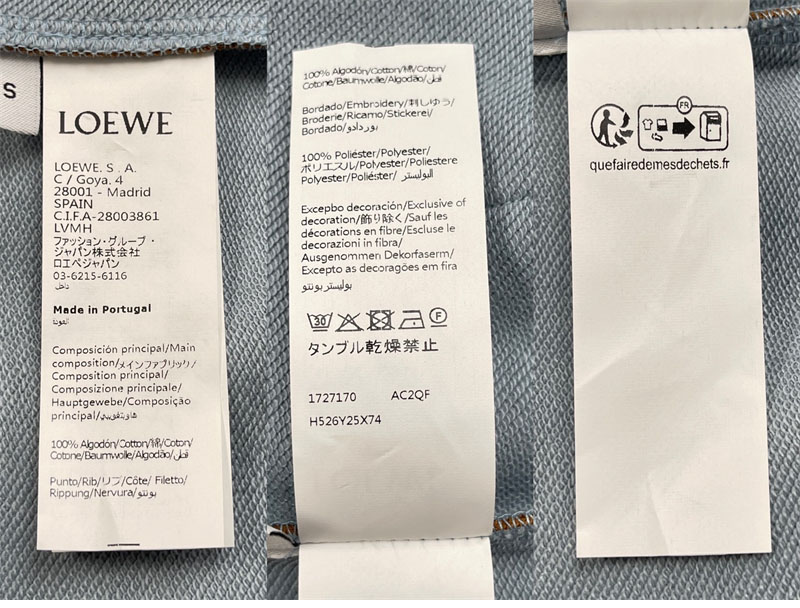 S
LOEWE
LOEWE. S . A.
C / Goya. 4
28001 - Madrid
SPAIN
C.I.F.A-28003861
LVMH
ファッション・グループ・
ジャパン株式会社
ロエベジャパン
03-6215-6116
Made in Portugal
Composición principal/Main
composition/メインファブリック/
Composition principal/
Composizione principale/
Hauptgewebe/Composição
principal/
100% Algodón/Cotton/綿/Coton/
Cotone/Baumwolle/Algodão/قطن
Punto/Rib/リブ/Côte/ Filetto/
Rippung/Nervura/بونتو
100% Algodón/Cotton/綿/Coton/
Cotone/Baumwolle/Algodão/قطن
Bordado/Embroidery/刺しゅう/
Broderie/Ricamo/Stickerei/
Bordado/بوردادو
100% Poliéster/Polyester/
ポリエスル/Polyester/Poliestere
Polyester/Poliéster/ البوليستر
Excepbo decoración/Exclusive of
decoration/飾り除く/Sauf les
décorations en fibre/Escluse le
decorazioni in fibra/
Ausgenommen Dekorfaserm/
Excepto as decorações em fira
بوليستربونتو
30 F
タンブル乾燥禁止
1727170 AC2QF
H526Y25X74
FR
quefairedemesdechets.fr